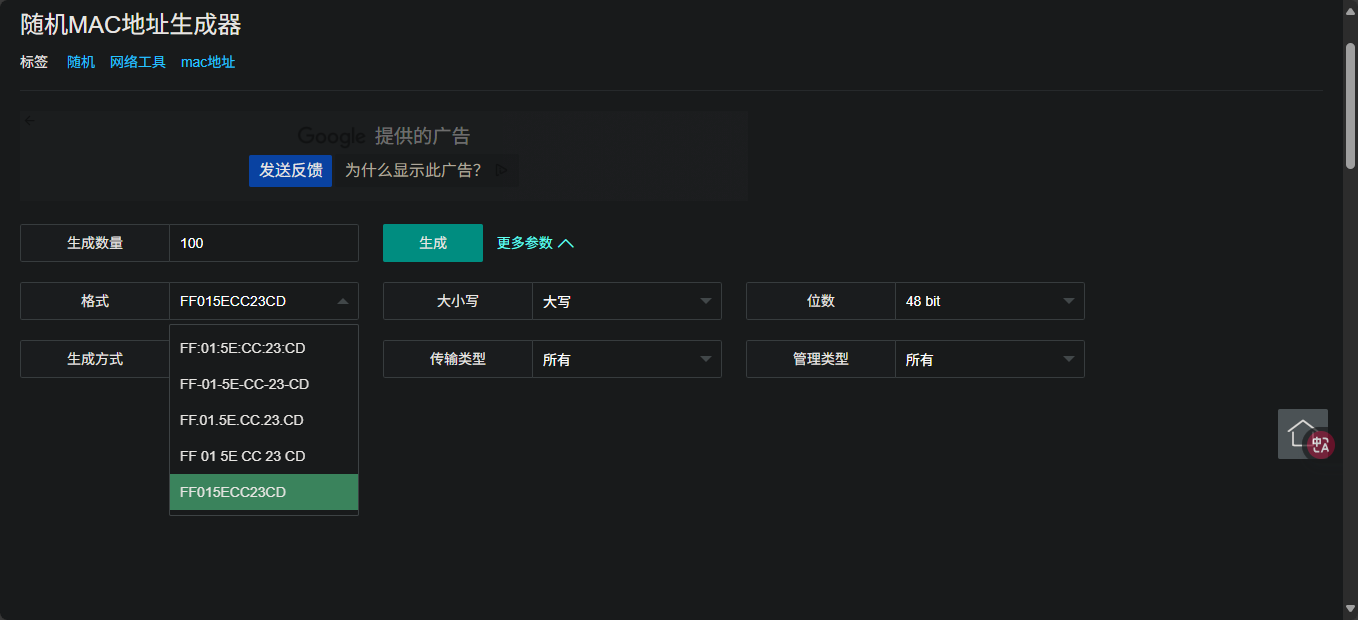 随机MAC地址生成器
标签 随机 网络工具 mac地址
Google 提供的广告
发送反馈 为什么显示此广告？
生成数量 100 生成 更多参数
格式 FF015ECC23CD 大小写 大写 位数 48 bit
生成方式 传输类型 所有 管理类型 所有
FF:01:5E:CC:23:CD
FF-01-5E-CC-23-CD
FF.01.5E.CC.23.CD
FF 01 5E CC 23 CD
FF015ECC23CD
中A